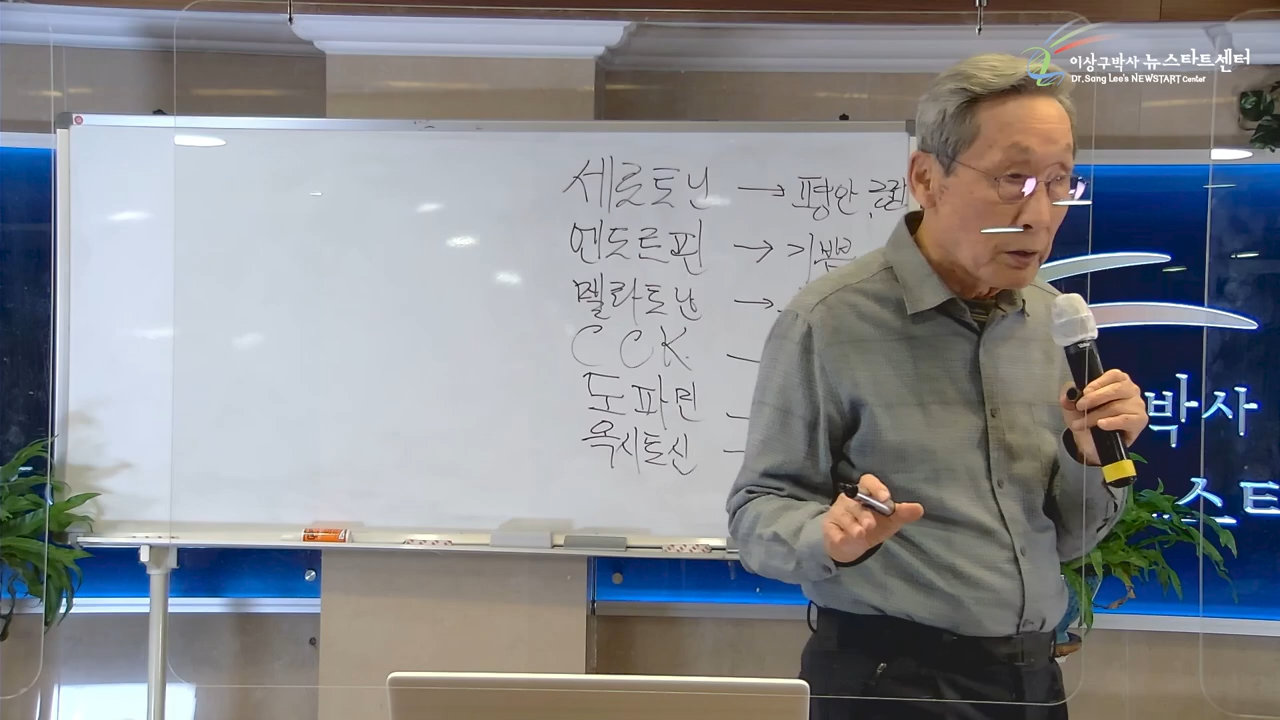 이상구박사 뉴스타트센터
Dr. Sang Lee's NEWSTART Center
세로토닌 → 평안
엔도르핀 → 기쁨
멜라토닌 →
CCK
도파민
옥시토신
박사
스트